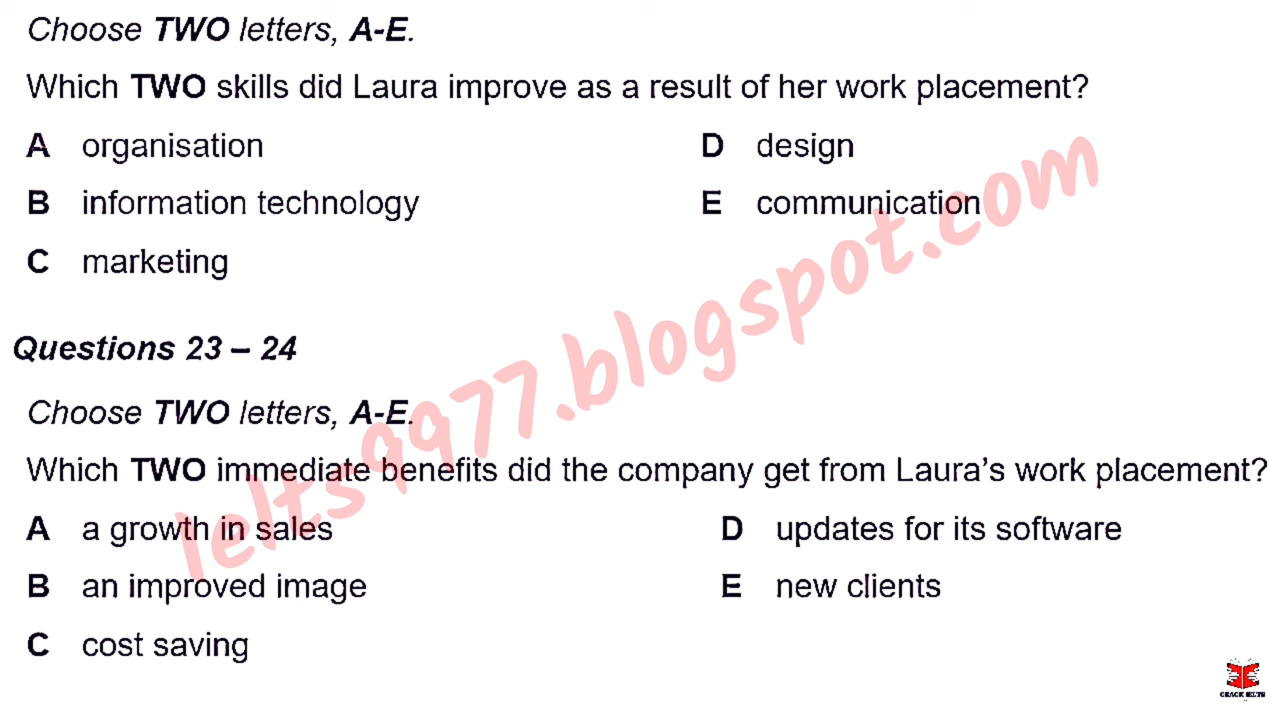 Choose TWO letters, A-E.
Which TWO skills did Laura improve as a result of her work placement?
A organisation
B information technology
C marketing
D design
E communication
Questions 23 – 24
Choose TWO letters, A-E.
Which TWO immediate benefits did the company get from Laura's work placement?
A a growth in sales
B an improved image
C cost saving
D updates for its software
E new clients
ielts9977.blogspot.com
CRACK IELTS